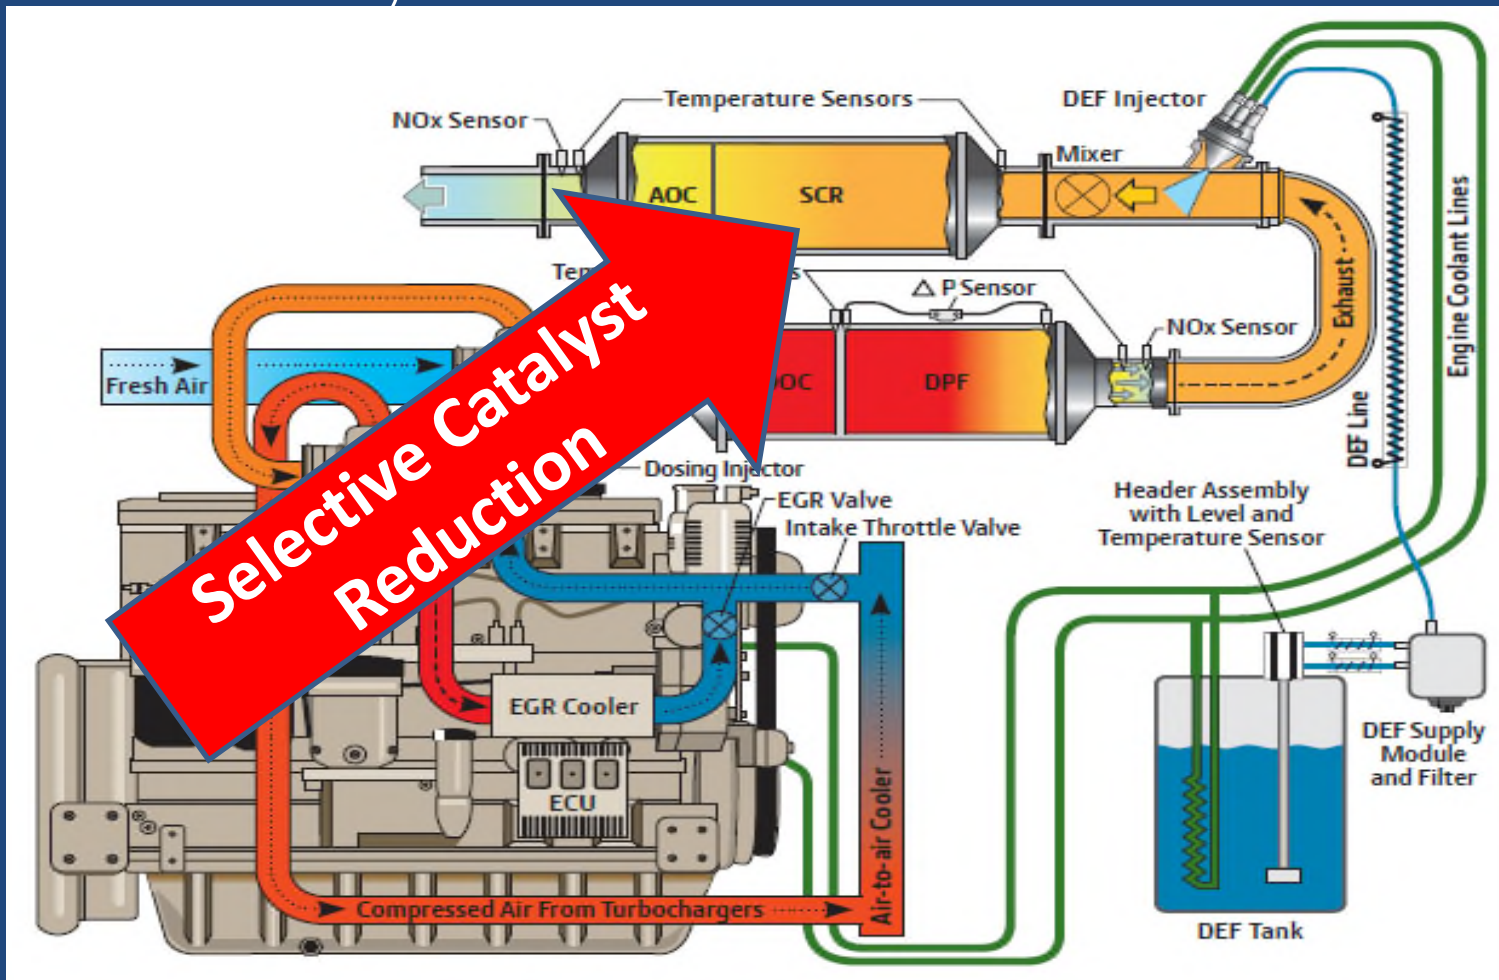 Temperature Sensors
DEF Injector
NOx Sensor
Mixer
AOC
SCR
Engine Coolant Lines
Exhaust
△ P Sensor
NOx Sensor
Fresh Air
DPF
DEF Line
Selective Catalyst
Reduction
Dosing Injector
EGR Valve
Intake Throttle Valve
Header Assembly
with Level and
Temperature Sensor
EGR Cooler
ECU
Air-to-air Cooler
Compressed Air From Turbochargers
DEF Supply
Module
and Filter
DEF Tank